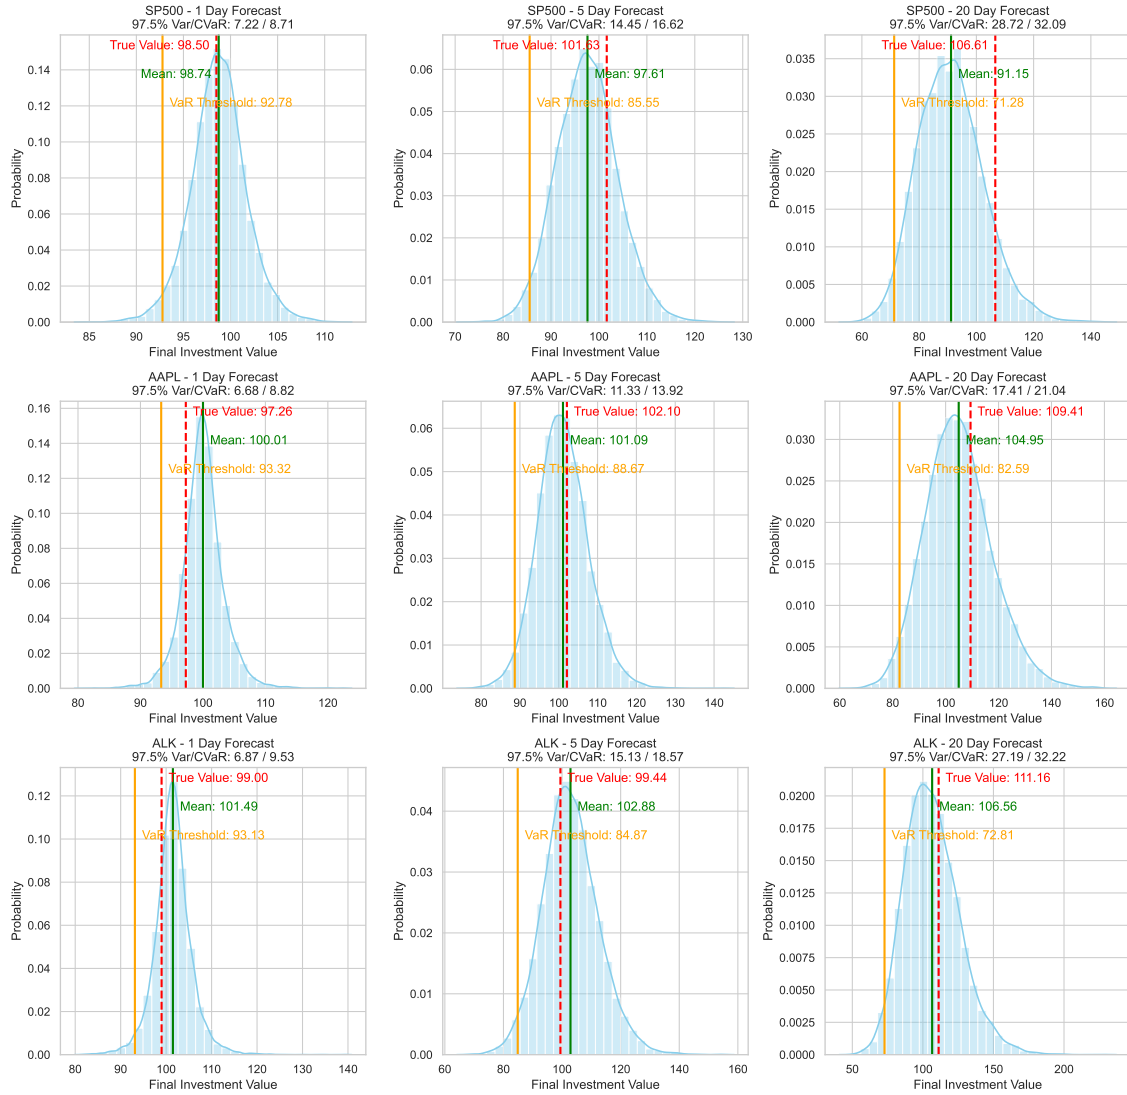 SP500 - 1 Day Forecast
97.5% Var/CVaR: 7.22 / 8.71
True Value: 98.50
Mean: 98.74
VaR Threshold: 92.78
Probability
0.14
0.12
0.10
0.08
0.06
0.04
0.02
0.00
85 90 95 100 105 110
Final Investment Value
SP500 - 5 Day Forecast
97.5% Var/CVaR: 14.45 / 16.62
True Value: 101.63
Mean: 97.61
VaR Threshold: 85.55
Probability
0.06
0.05
0.04
0.03
0.02
0.01
0.00
70 80 90 100 110 120 130
Final Investment Value
SP500 - 20 Day Forecast
97.5% Var/CVaR: 28.72 / 32.09
True Value: 106.61
Mean: 91.15
VaR Threshold: 71.28
Probability
0.035
0.030
0.025
0.020
0.015
0.010
0.005
0.000
60 80 100 120 140
Final Investment Value
AAPL - 1 Day Forecast
97.5% Var/CVaR: 6.68 / 8.82
True Value: 97.26
Mean: 100.01
VaR Threshold: 93.32
Probability
0.16
0.14
0.12
0.10
0.08
0.06
0.04
0.02
0.00
80 90 100 110 120
Final Investment Value
AAPL - 5 Day Forecast
97.5% Var/CVaR: 11.33 / 13.92
True Value: 102.10
Mean: 101.09
VaR Threshold: 88.67
Probability
0.06
0.05
0.04
0.03
0.02
0.01
0.00
80 90 100 110 120 130 140
Final Investment Value
AAPL - 20 Day Forecast
97.5% Var/CVaR: 17.41 / 21.04
True Value: 109.41
Mean: 104.95
VaR Threshold: 82.59
Probability
0.030
0.025
0.020
0.015
0.010
0.005
0.000
60 80 100 120 140 160
Final Investment Value
ALK - 1 Day Forecast
97.5% Var/CVaR: 6.87 / 9.53
True Value: 99.00
Mean: 101.49
VaR Threshold: 93.13
Probability
0.12
0.10
0.08
0.06
0.04
0.02
0.00
80 90 100 110 120 130 140
Final Investment Value
ALK - 5 Day Forecast
97.5% Var/CVaR: 15.13 / 18.57
True Value: 99.44
Mean: 102.88
VaR Threshold: 84.87
Probability
0.04
0.03
0.02
0.01
0.00
60 80 100 120 140 160
Final Investment Value
ALK - 20 Day Forecast
97.5% Var/CVaR: 27.19 / 32.22
True Value: 111.16
Mean: 106.56
VaR Threshold: 72.81
Probability
0.0200
0.0175
0.0150
0.0125
0.0100
0.0075
0.0050
0.0025
0.0000
50 100 150 200
Final Investment Value